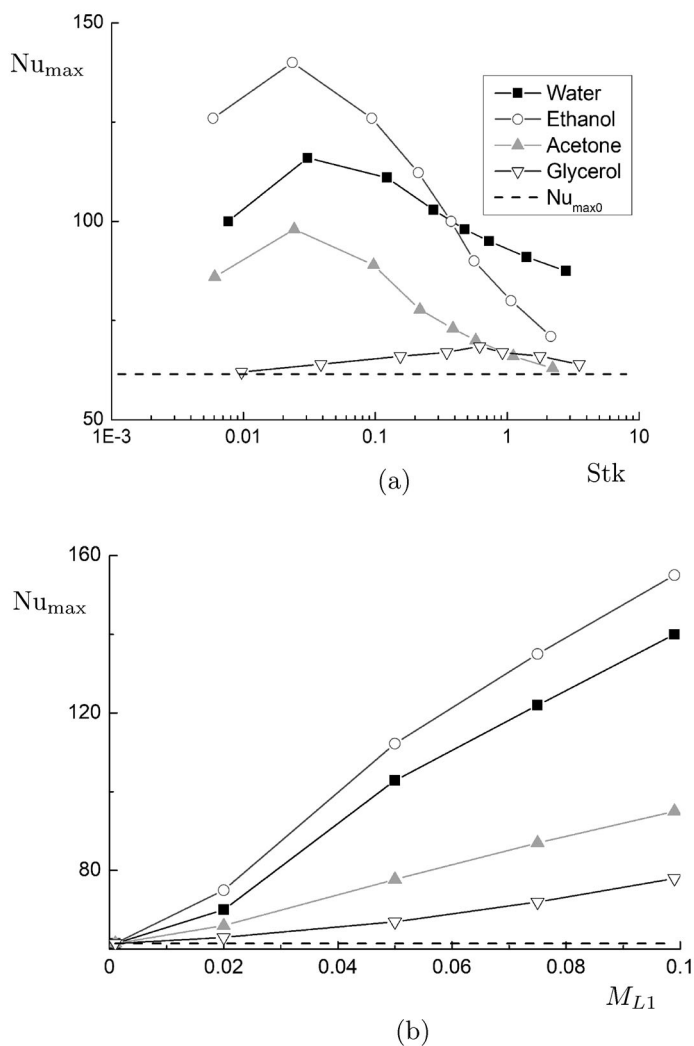 150
Nu_max
Water
Ethanol
Acetone
Glycerol
Nu_max0
100
50
1E-3 0.01 0.1 1 10
Stk
(a)
160
Nu_max
120
80
0 0.02 0.04 0.06 0.08 0.1
M_L1
(b)